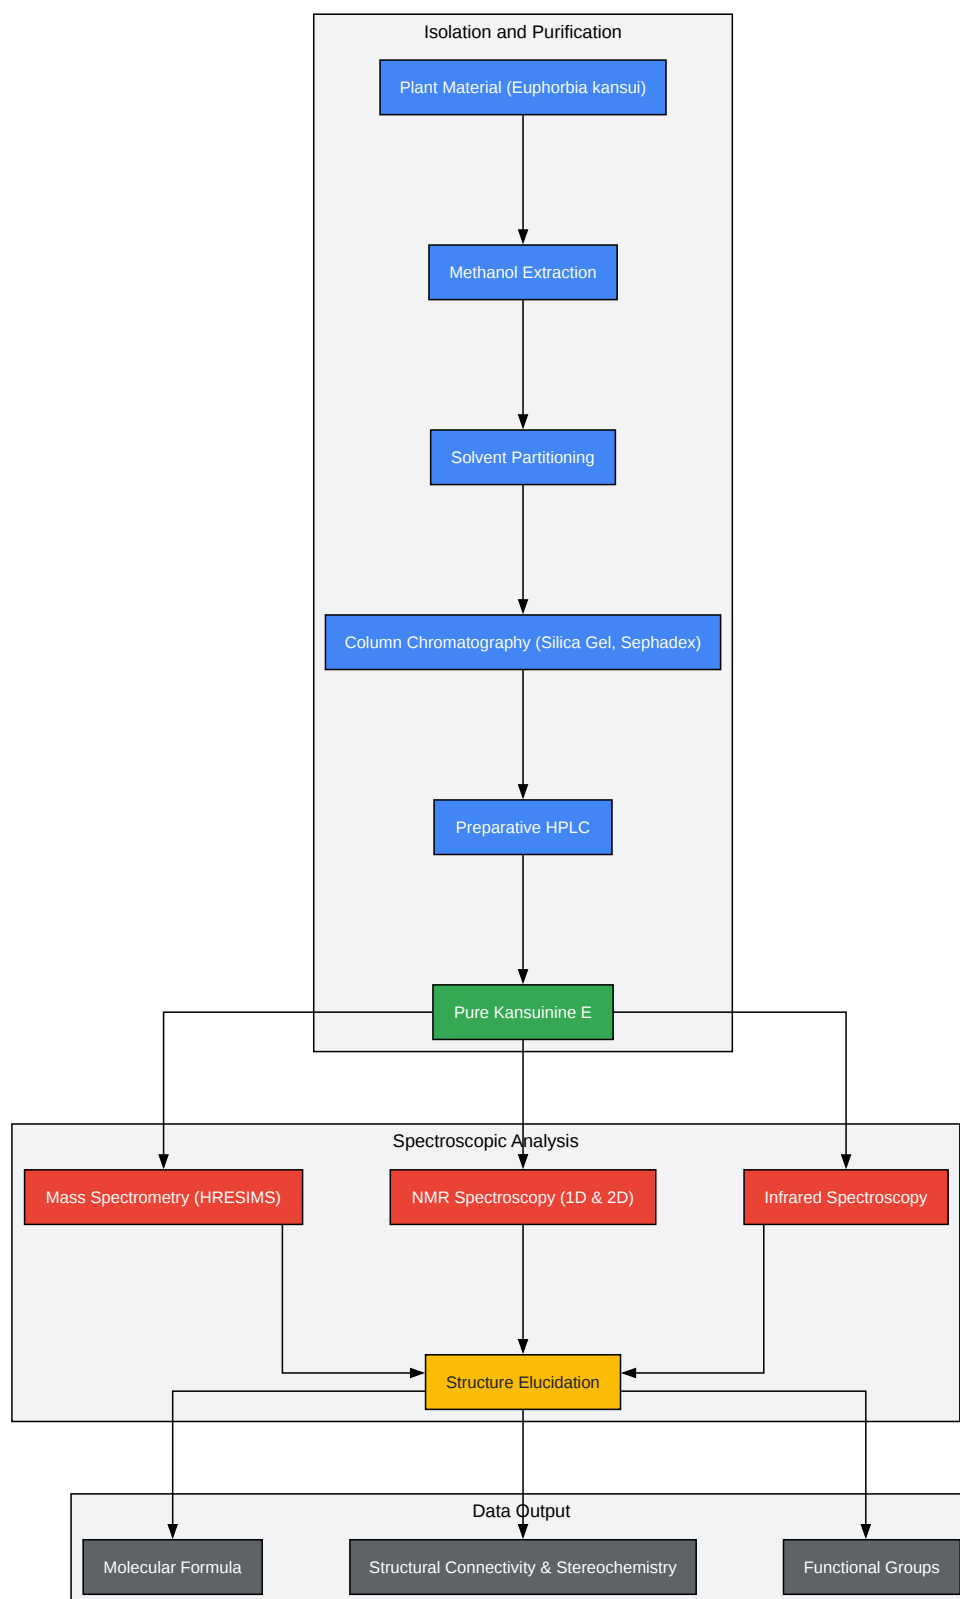 Isolation and Purification
Plant Material (Euphorbia kansui)
Methanol Extraction
Solvent Partitioning
Column Chromatography (Silica Gel, Sephadex)
Preparative HPLC
Pure Kansuinine E
Spectroscopic Analysis
Mass Spectrometry (HRESIMS)
NMR Spectroscopy (1D & 2D)
Infrared Spectroscopy
Structure Elucidation
Data Output
Molecular Formula
Structural Connectivity & Stereochemistry
Functional Groups